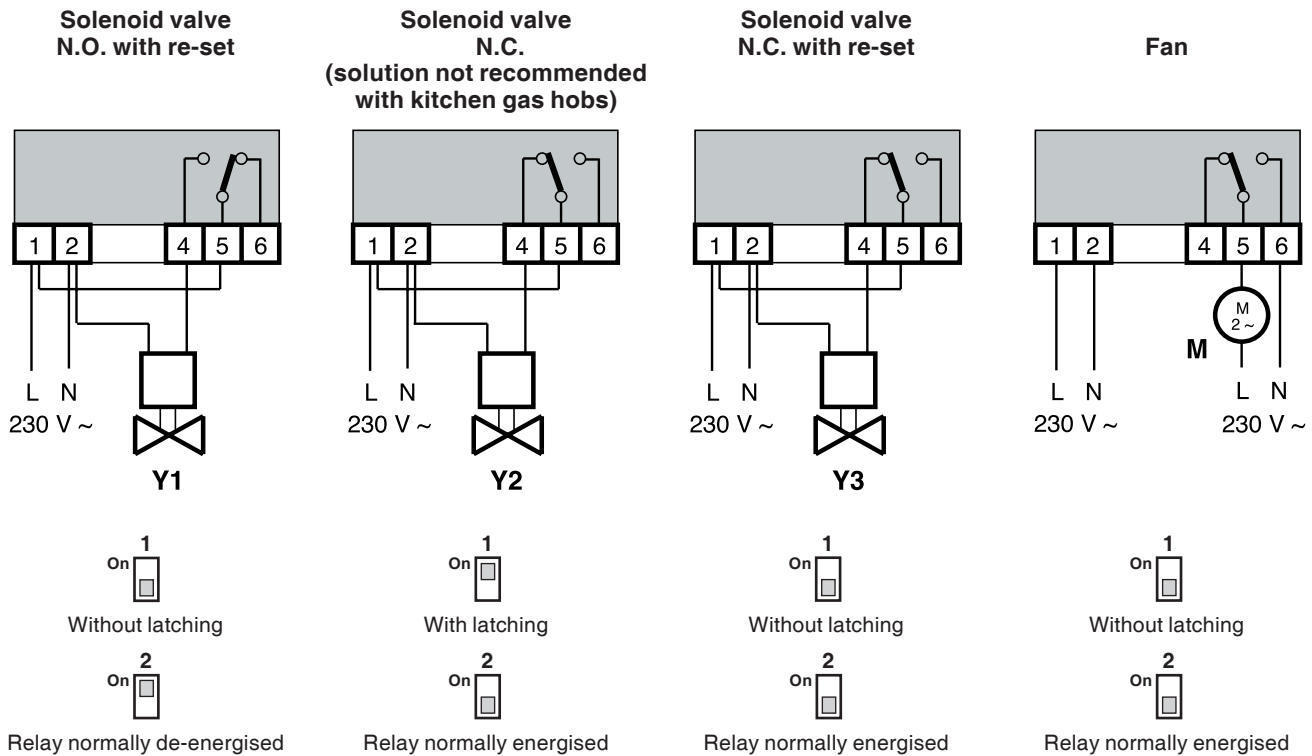 Solenoid valve
N.O. with re-set
1 2 4 5 6
L N
230 V ~
Y1
1
On
Without latching
2
On
Relay normally de-energised
Solenoid valve
N.C.
(solution not recommended
with kitchen gas hobs)
1 2 4 5 6
L N
230 V ~
Y2
1
On
With latching
2
On
Relay normally energised
Solenoid valve
N.C. with re-set
1 2 4 5 6
L N
230 V ~
Y3
1
On
Without latching
2
On
Relay normally energised
Fan
1 2 4 5 6
M
2 ~
M
L N
230 V ~
L N
230 V ~
1
On
Without latching
2
On
Relay normally energised